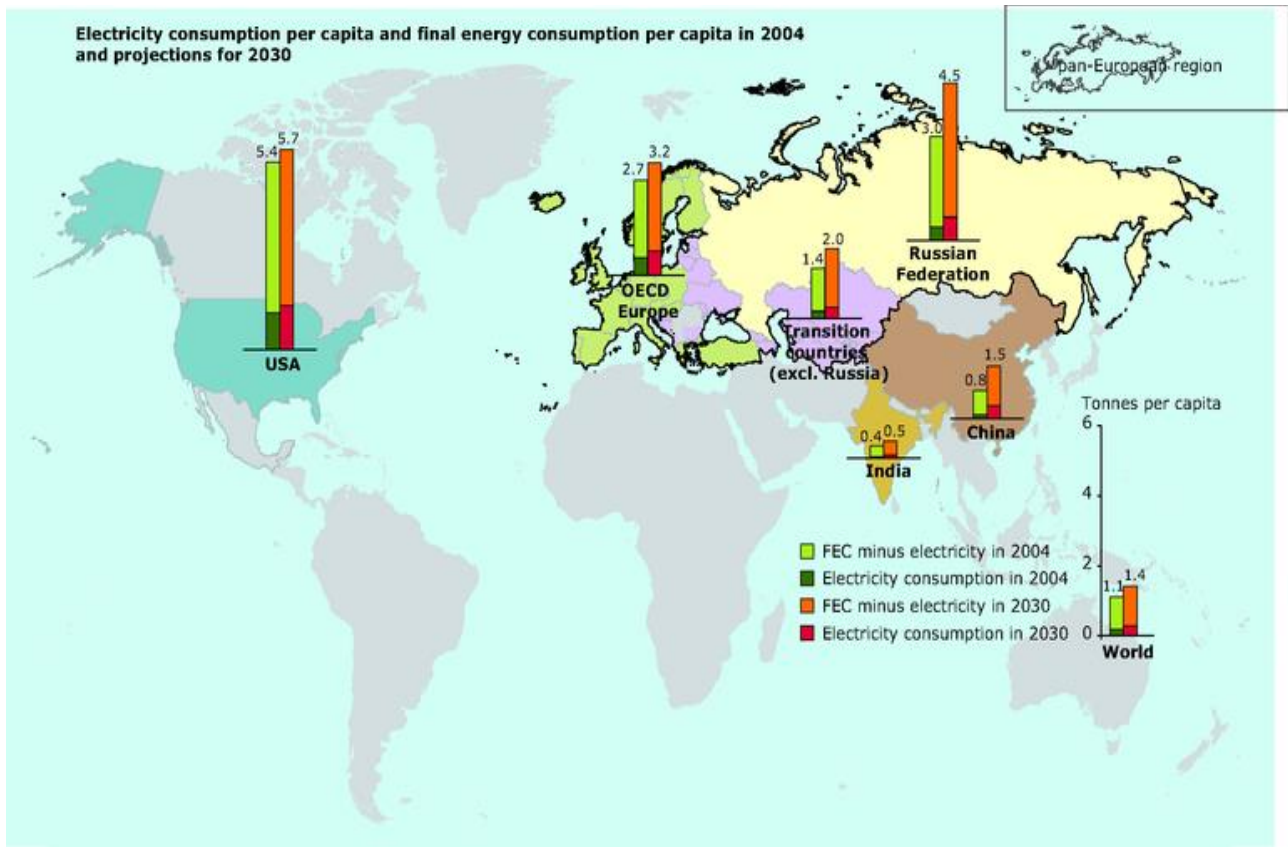 Electricity consumption per capita and final energy consumption per capita in 2004
and projections for 2030
pan-European region
5.4
5.7
USA
2.7
3.2
OECD
Europe
3.0
4.5
Russian
Federation
1.4
2.0
Transition
countries
(excl. Russia)
0.8
1.5
China
0.4
0.5
India
Tonnes per capita
6
4
2
0
1.1
1.4
World
FEC minus electricity in 2004
Electricity consumption in 2004
FEC minus electricity in 2030
Electricity consumption in 2030